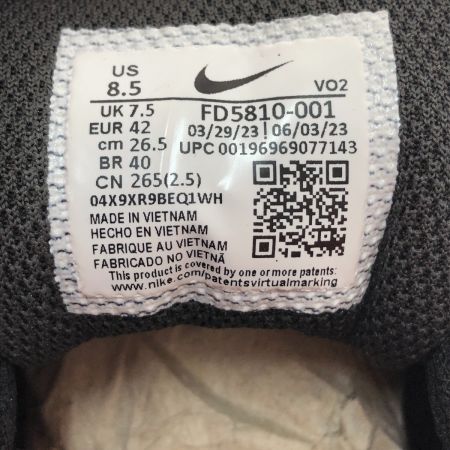 US
8.5
VO2
UK 7.5
FD5810-001
EUR 42
03/29/23 | 06/03/23
cm 26.5
UPC 00196969077143
BR 40
CN 265(2.5)
04X9XR9BEQ1WH
MADE IN VIETNAM
HECHO EN VIETNAM
FABRIQUE AU VIETNAM
FABRICADO NO VIETNÃ
This product is covered by one or more patents:
www.nike.com/patentsvirtualmarking